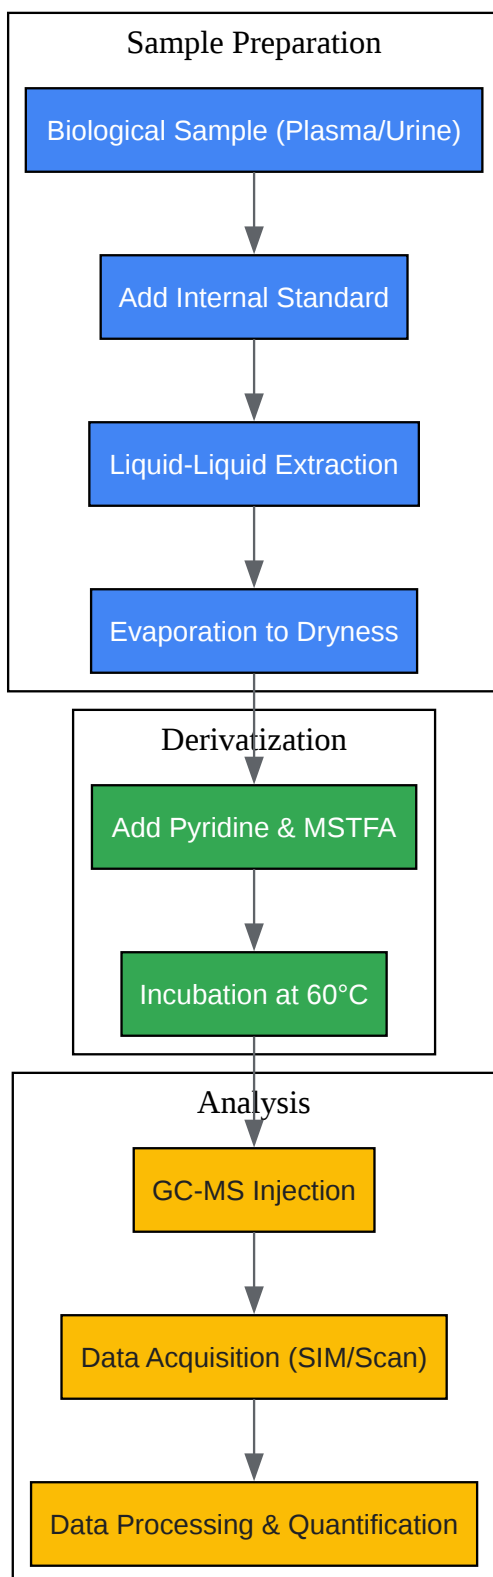 Sample Preparation
Biological Sample (Plasma/Urine)
Add Internal Standard
Liquid-Liquid Extraction
Evaporation to Dryness
Derivatization
Add Pyridine & MSTFA
Incubation at 60°C
Analysis
GC-MS Injection
Data Acquisition (SIM/Scan)
Data Processing & Quantification